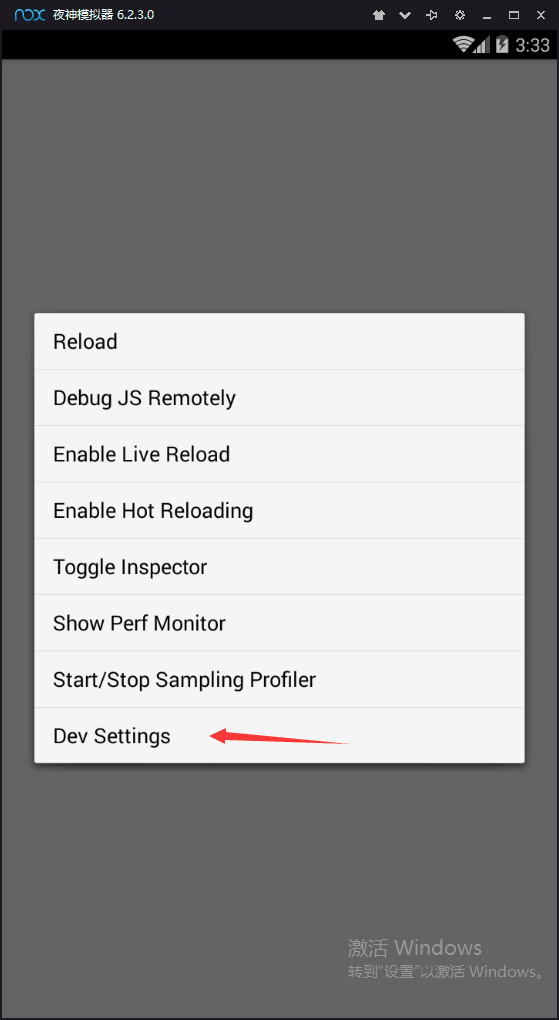 nox 夜神模拟器 6.2.3.0
3:33
Reload
Debug JS Remotely
Enable Live Reload
Enable Hot Reloading
Toggle Inspector
Show Perf Monitor
Start/Stop Sampling Profiler
Dev Settings
激活 Windows
转到"设置"以激活 Windows。